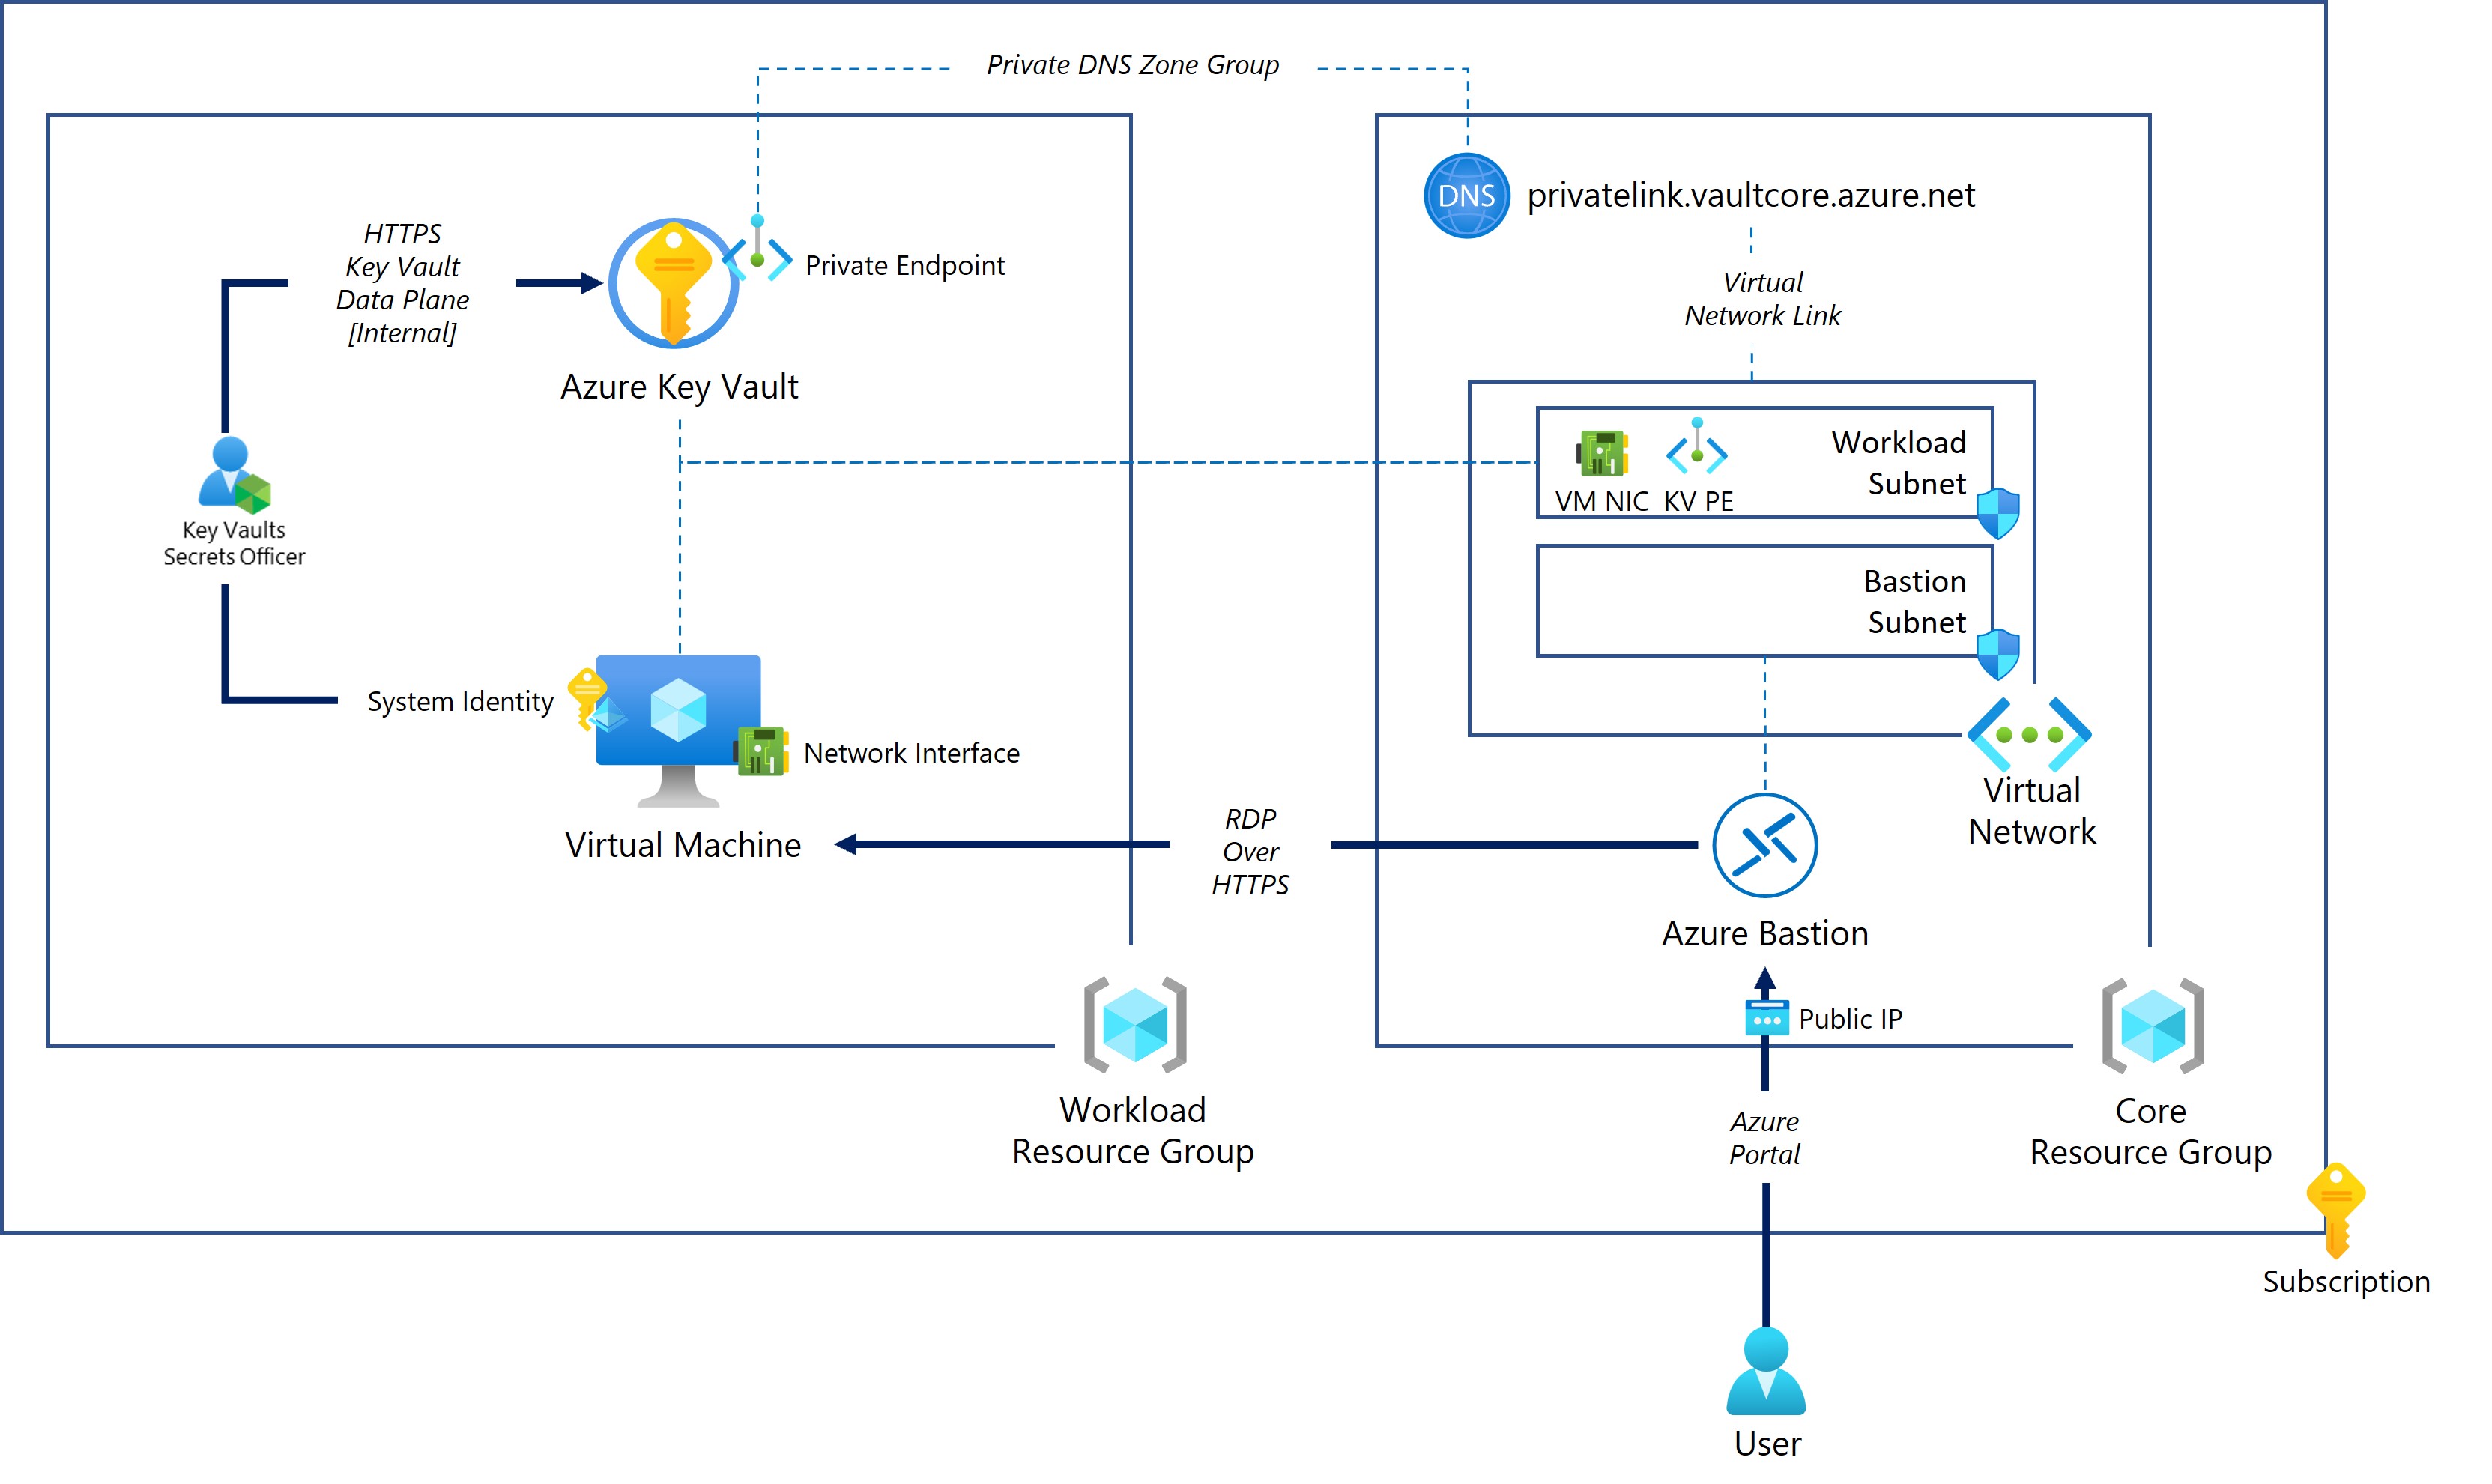 Private DNS Zone Group
DNS
privatelink.vaultcore.azure.net
HTTPS
Key Vault
Data Plane
[Internal]
Private Endpoint
Azure Key Vault
Virtual
Network Link
Workload
Subnet
VM NIC
KV PE
Key Vaults
Secrets Officer
Bastion
Subnet
System Identity
Network Interface
Virtual Machine
Virtual
Network
RDP
Over
HTTPS
Azure Bastion
Public IP
Workload
Resource Group
Core
Resource Group
Azure
Portal
Subscription
User